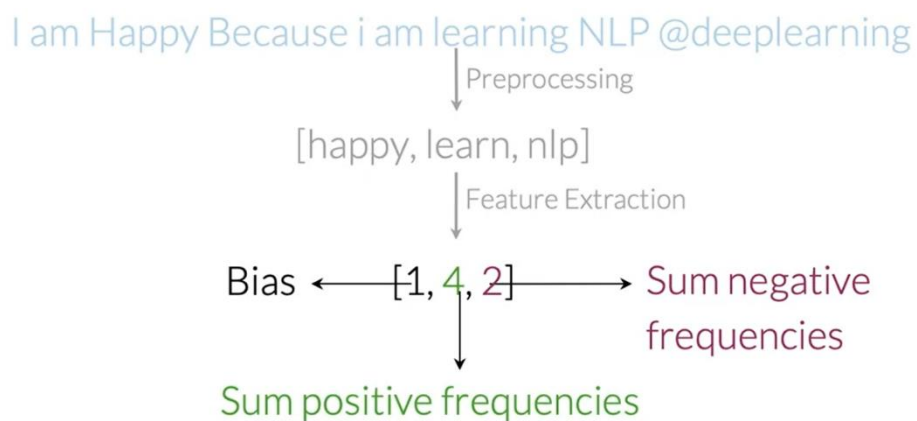 I am Happy Because i am learning NLP @deeplearning
Preprocessing
[happy, learn, nlp]
Feature Extraction
Bias [1, 4, 2] Sum negative
frequencies
Sum positive frequencies